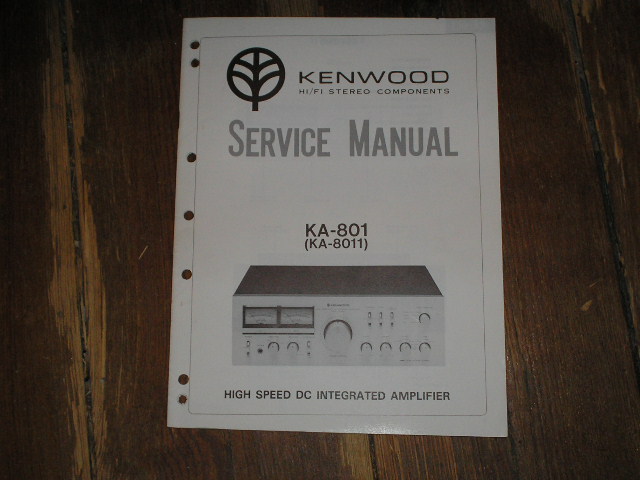 KENWOOD
HI/FI STEREO COMPONENTS
SERVICE MANUAL
KA-801
(KA-8011)
HIGH SPEED DC INTEGRATED AMPLIFIER